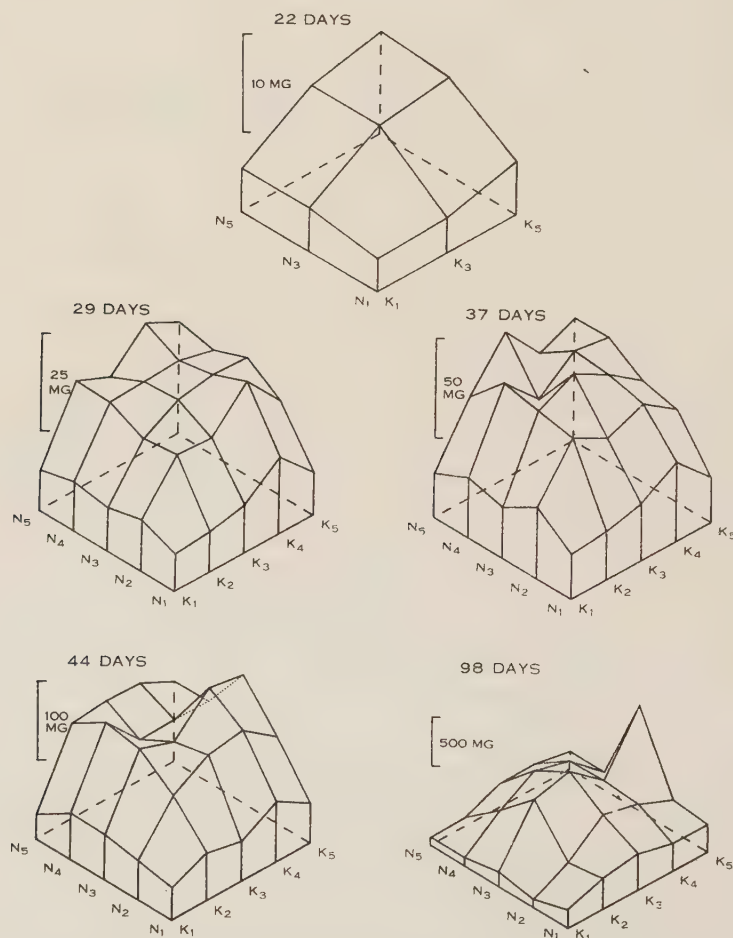 22 DAYS
10 MG
N5
N3
N1 K1
K3
K5
29 DAYS
25
MG
N5
N4
N3
N2
N1 K1
K2
K3
K4
K5
37 DAYS
50
MG
N5
N4
N3
N2
N1 K1
K2
K3
K4
K5
44 DAYS
100
MG
N5
N4
N3
N2
N1 K1
K2
K3
K4
K5
98 DAYS
500 MG
N5
N4
N3
N2
N1 K1
K2
K3
K4
K5